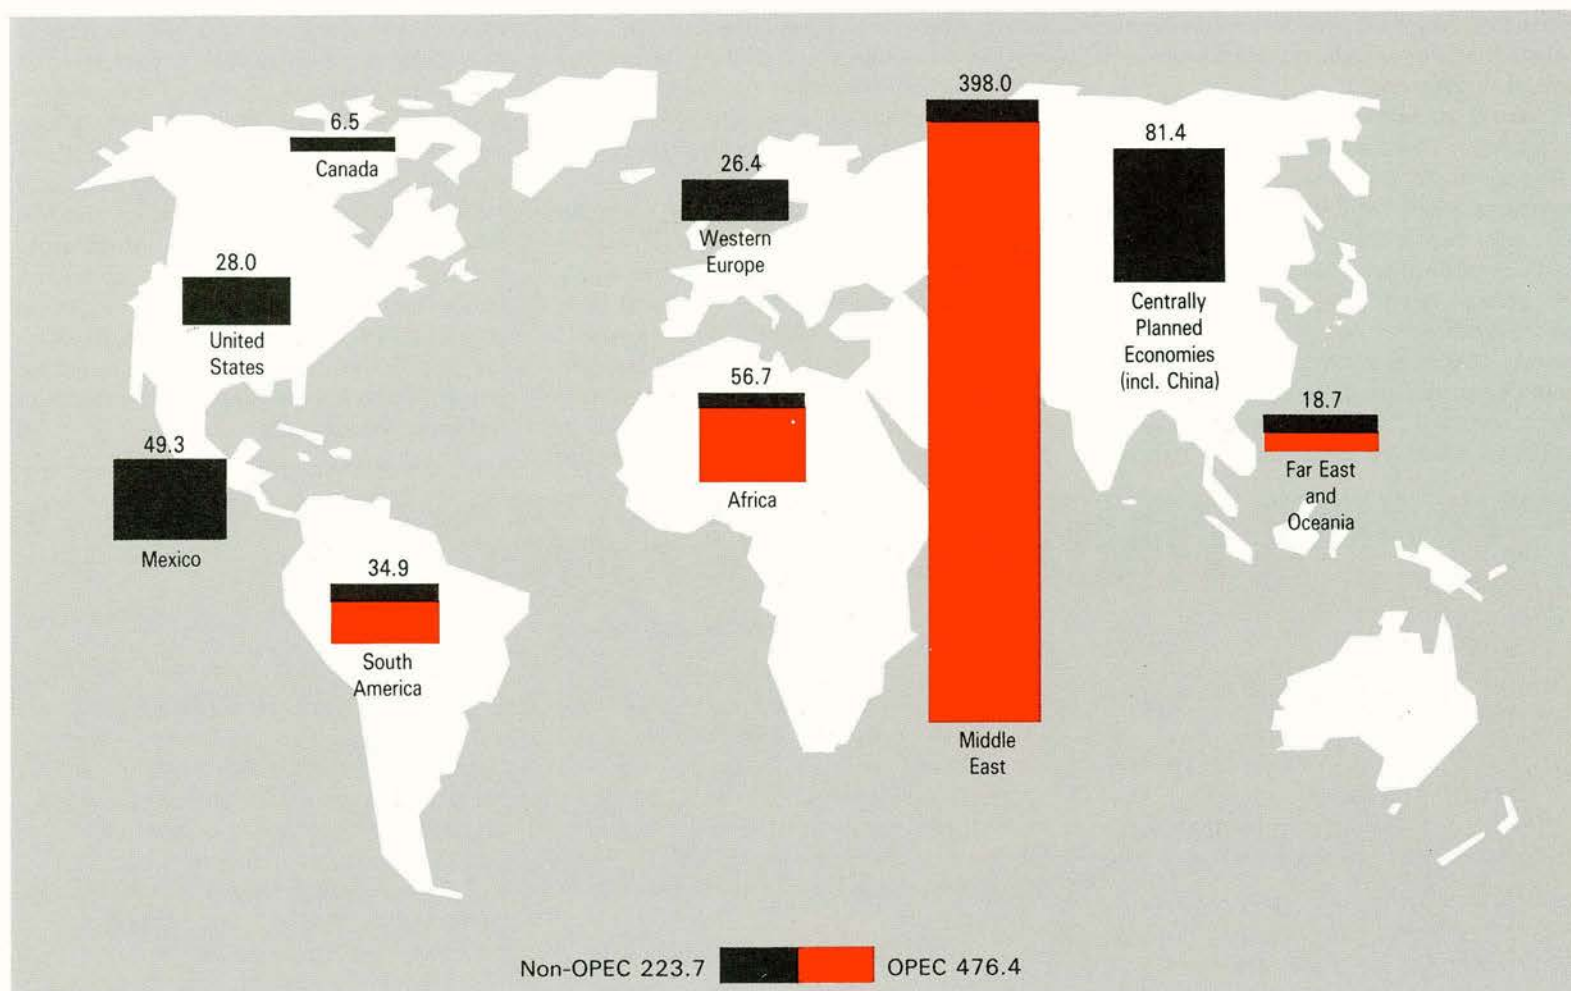 398.0
6.5
Canada
81.4
26.4
Western
Europe
28.0
United
States
Centrally
Planned
Economies
(incl. China)
56.7
Africa
18.7
Far East
and
Oceania
49.3
Mexico
34.9
South
America
Middle
East
Non-OPEC 223.7
OPEC 476.4